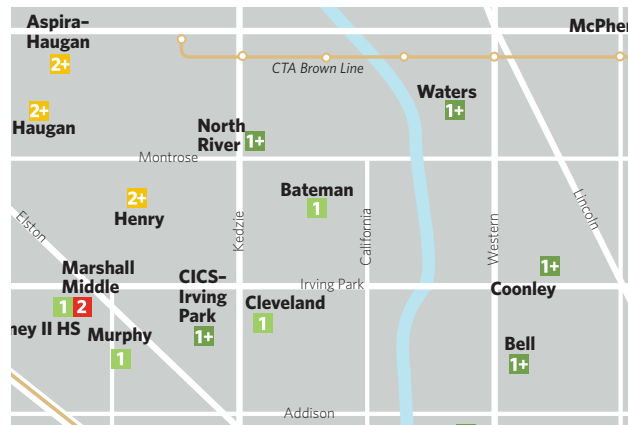 Aspira–
Haugan
2+
McPher
CTA Brown Line
Waters
1+
2+
Haugan
North
River
1+
Montrose
2+
Henry
Bateman
1
Elston
Kedzie
California
Western
Lincoln
Marshall
Middle
1
2
ney II HS
Murphy
1
CICS–
Irving
Park
1+
Irving Park
Cleveland
1
1+
Coonley
Bell
1+
Addison